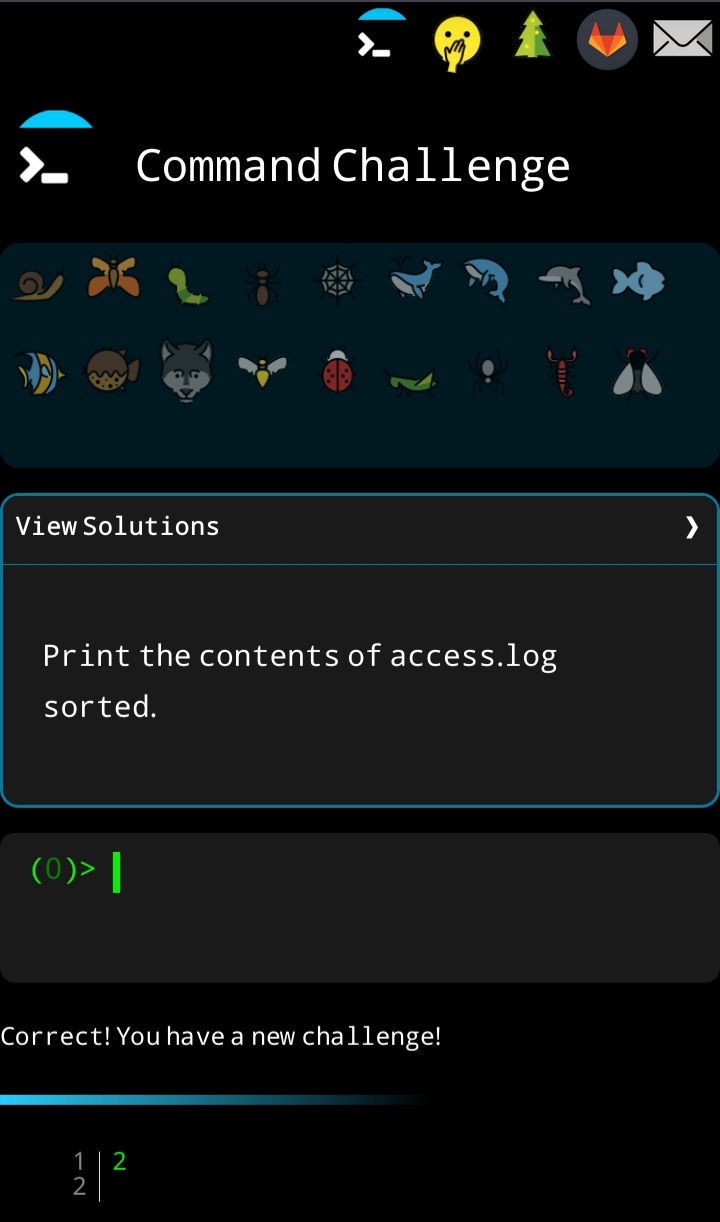 Command Challenge
View Solutions ❯
Print the contents of access.log
sorted.
(0)>
Correct! You have a new challenge!
1 2
2